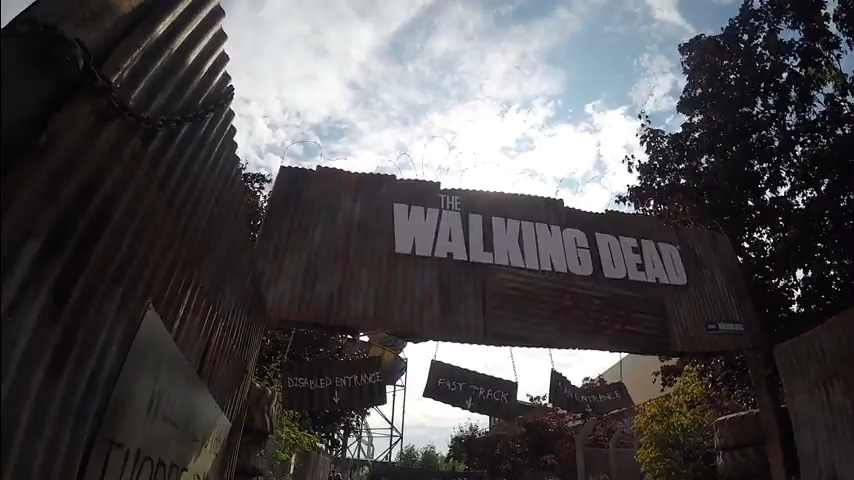 THE
WALKING DEAD
DISABLED ENTRANCE
FAST TRACK
ENTRANCE